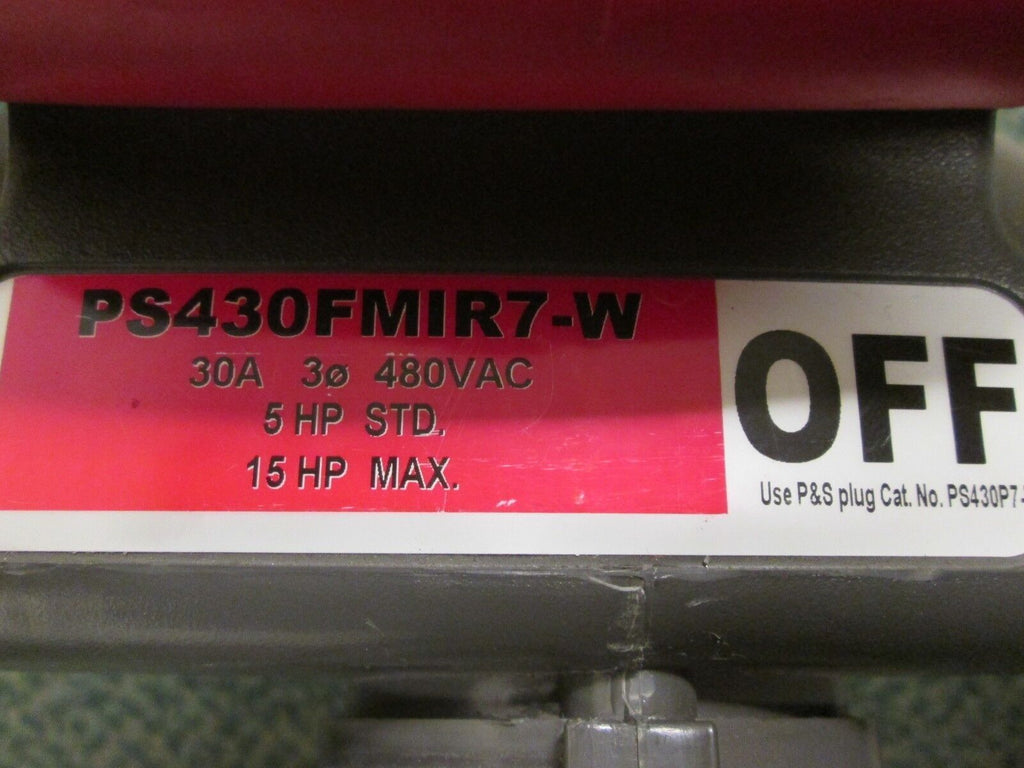 PS430FMIR7-W
30A 3ø 480VAC
5 HP STD.
15 HP MAX.
OFF
Use P&S plug Cat. No. PS430P7-